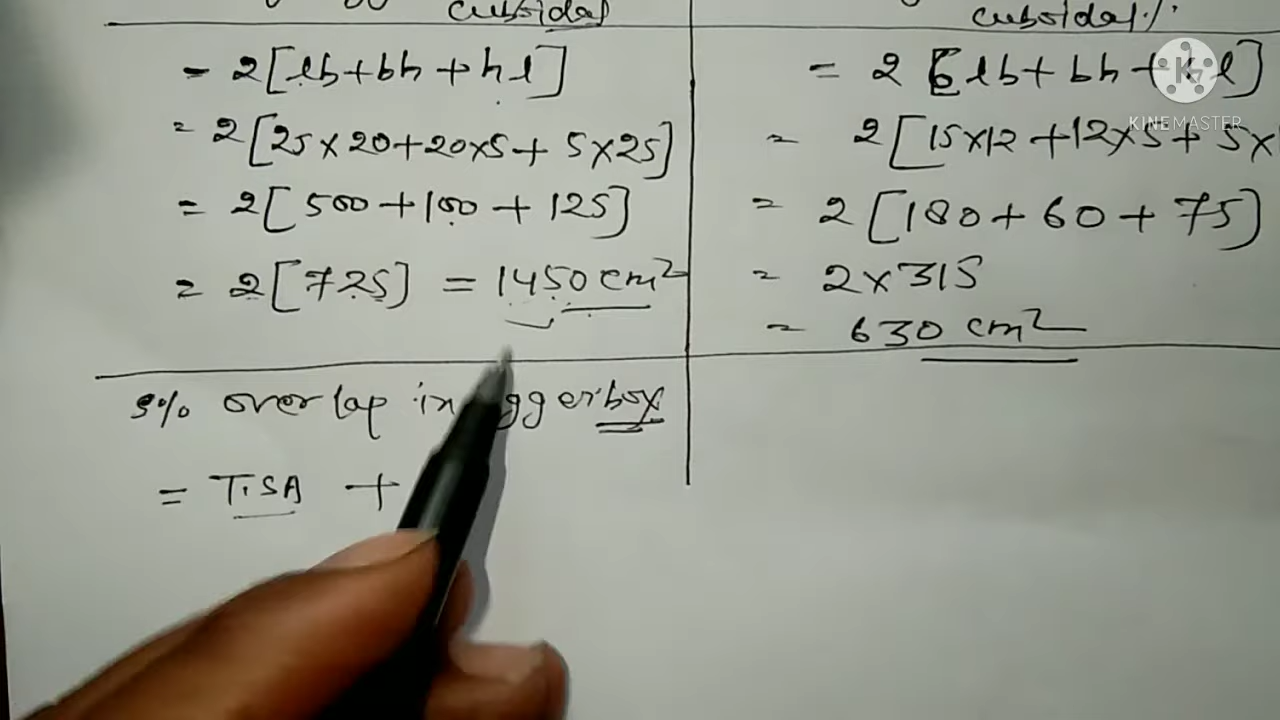 cuboidal
= 2[lb+bh+hl]
= 2[25×20+20×5+5×25]
= 2[500+100+125]
= 2[725] = 1450 cm²
5% overlap in bigger box
= T.S.A +
cuboidal
= 2[lb+bh+hl]
= 2[15×12+12×5+5×
= 2[180+60+75]
= 2×315
= 630 cm²
KINEMASTER